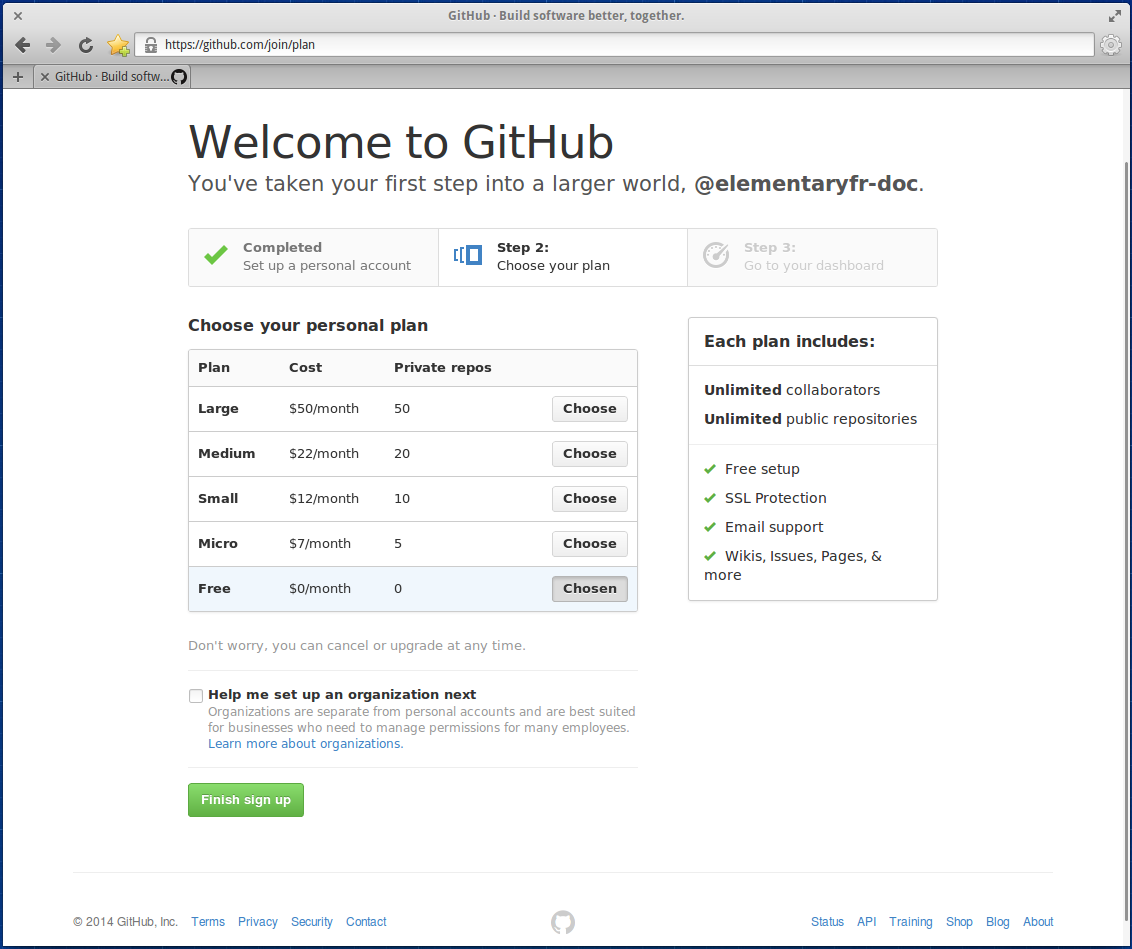 GitHub · Build software better, together.
https://github.com/join/plan
GitHub · Build softw...
Welcome to GitHub
You've taken your first step into a larger world, @elementaryfr-doc.
Completed
Set up a personal account
Step 2:
Choose your plan
Step 3:
Go to your dashboard
Choose your personal plan
Plan Cost Private repos
Large $50/month 50 Choose
Medium $22/month 20 Choose
Small $12/month 10 Choose
Micro $7/month 5 Choose
Free $0/month 0 Chosen
Don't worry, you can cancel or upgrade at any time.
Help me set up an organization next
Organizations are separate from personal accounts and are best suited
for businesses who need to manage permissions for many employees.
Learn more about organizations.
Finish sign up
Each plan includes:
Unlimited collaborators
Unlimited public repositories
Free setup
SSL Protection
Email support
Wikis, Issues, Pages, &
more
© 2014 GitHub, Inc. Terms Privacy Security Contact
Status API Training Shop Blog About